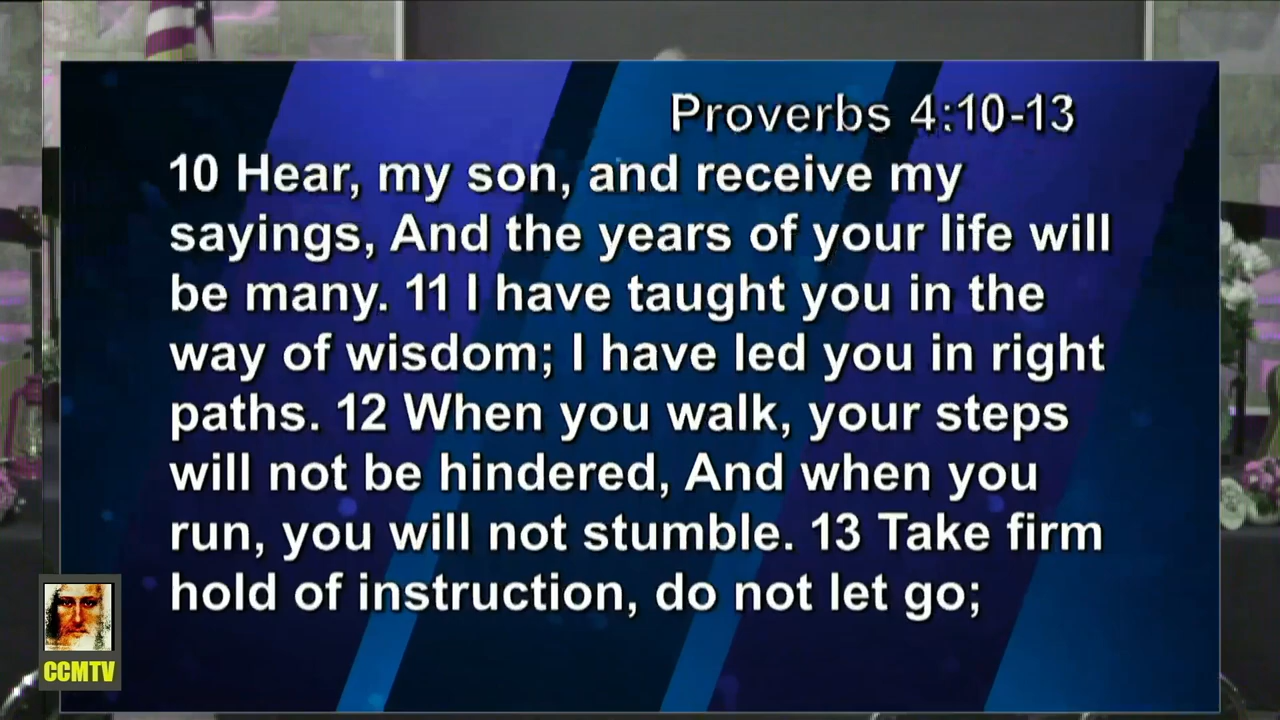 Proverbs 4:10-13
10 Hear, my son, and receive my
sayings, And the years of your life will
be many. 11 I have taught you in the
way of wisdom; I have led you in right
paths. 12 When you walk, your steps
will not be hindered, And when you
run, you will not stumble. 13 Take firm
hold of instruction, do not let go;
CCMTV